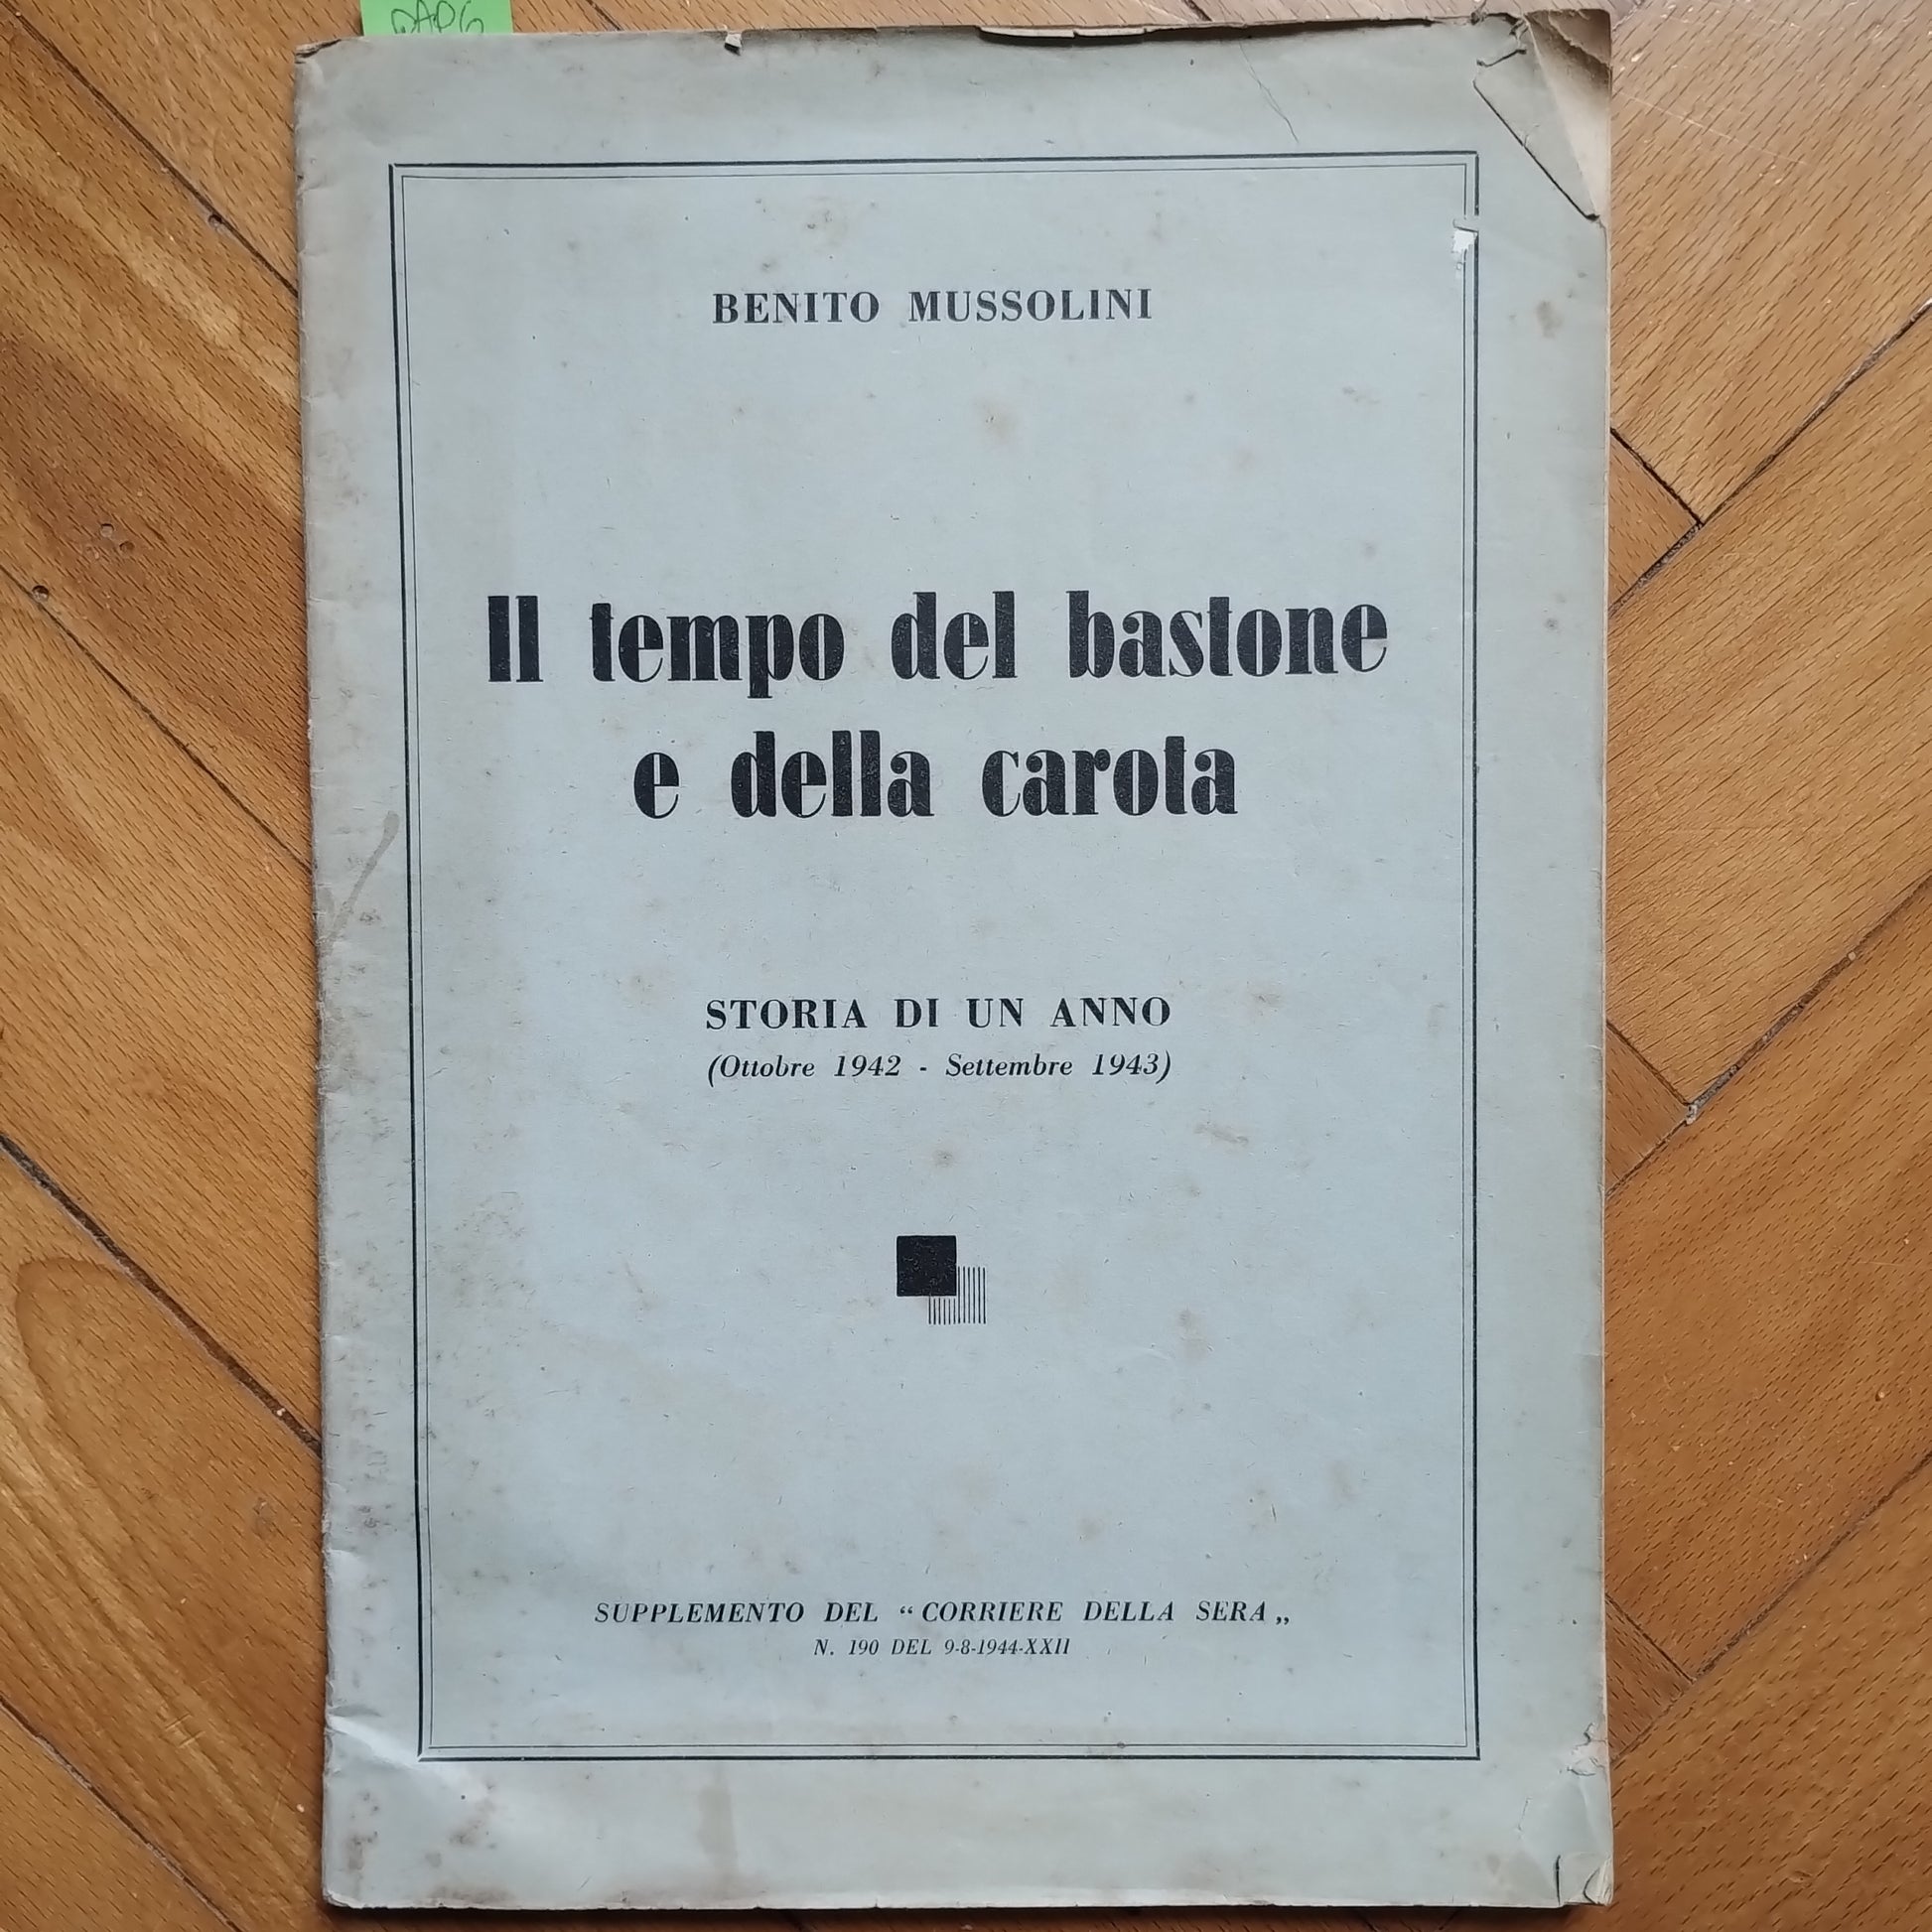 BENITO MUSSOLINI
Il tempo del bastone
e della carota
STORIA DI UN ANNO
(Ottobre 1942 - Settembre 1943)
SUPPLEMENTO DEL “CORRIERE DELLA SERA„
N. 190 DEL 9-8-1944-XXII